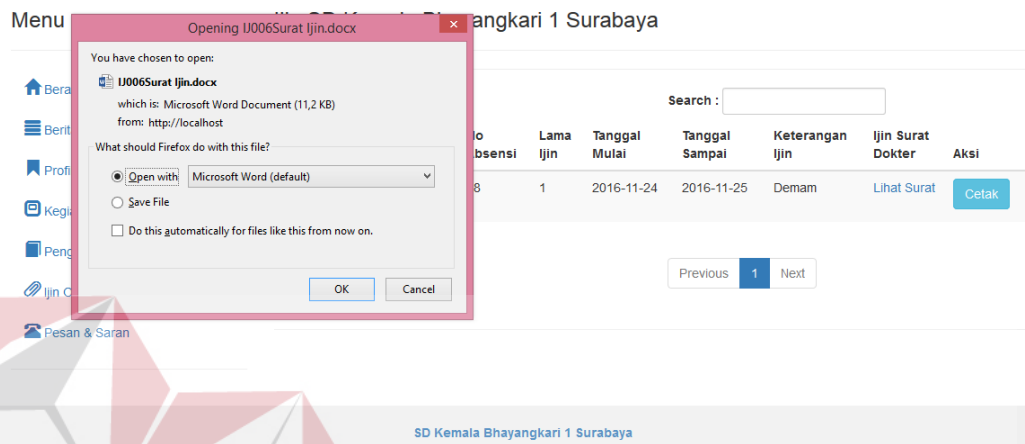 Menu
Bhayangkari 1 Surabaya
Opening IJ006Surat Ijin.docx
You have chosen to open:
IJ006Surat Ijin.docx
which is: Microsoft Word Document (11,2 KB)
from: http://localhost
What should Firefox do with this file?
Open with Microsoft Word (default)
Save File
Do this automatically for files like this from now on.
OK Cancel
Search :
Lama Ijin
Tanggal Mulai
Tanggal Sampai
Keterangan Ijin
Ijin Surat Dokter
Aksi
1 2016-11-24 2016-11-25 Demam Lihat Surat Cetak
Previous 1 Next
Pesan & Saran
SD Kemala Bhayangkari 1 Surabaya